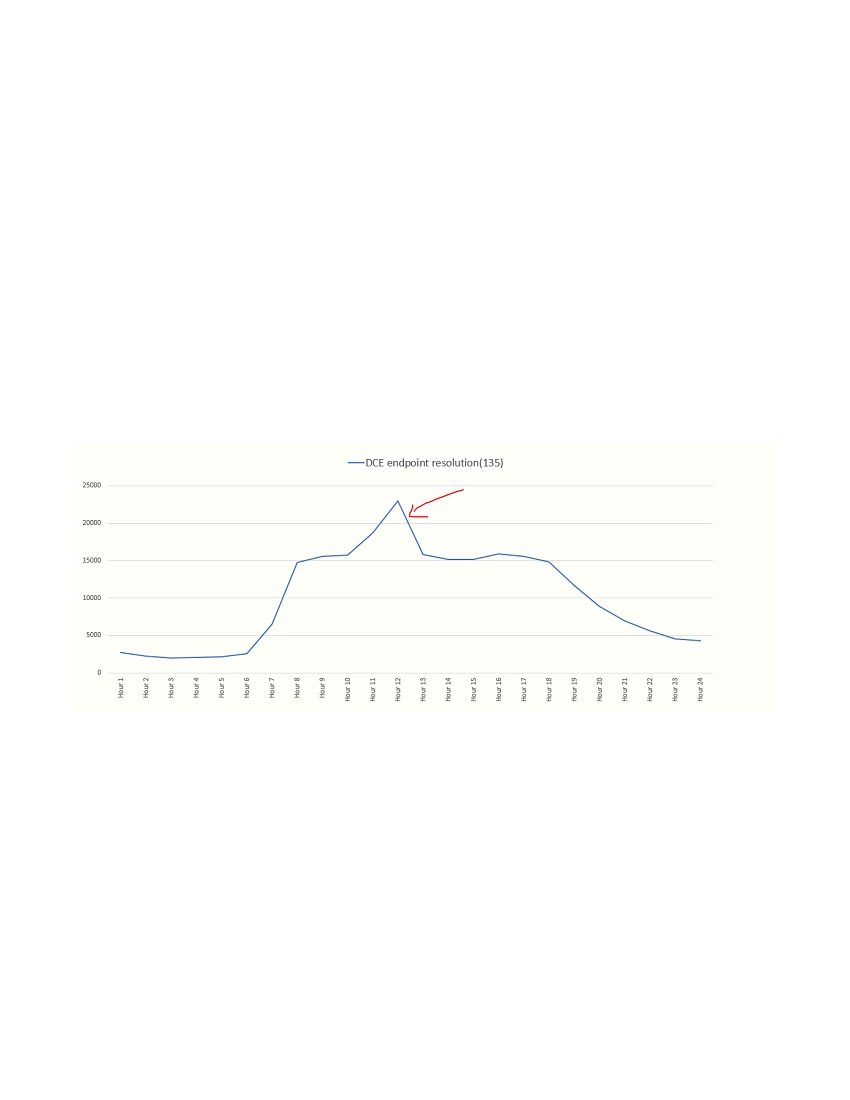 DCE endpoint resolution(135)
25000
20000
15000
10000
5000
0
Hour 1
Hour 2
Hour 3
Hour 4
Hour 5
Hour 6
Hour 7
Hour 8
Hour 9
Hour 10
Hour 11
Hour 12
Hour 13
Hour 14
Hour 15
Hour 16
Hour 17
Hour 18
Hour 19
Hour 20
Hour 21
Hour 22
Hour 23
Hour 24